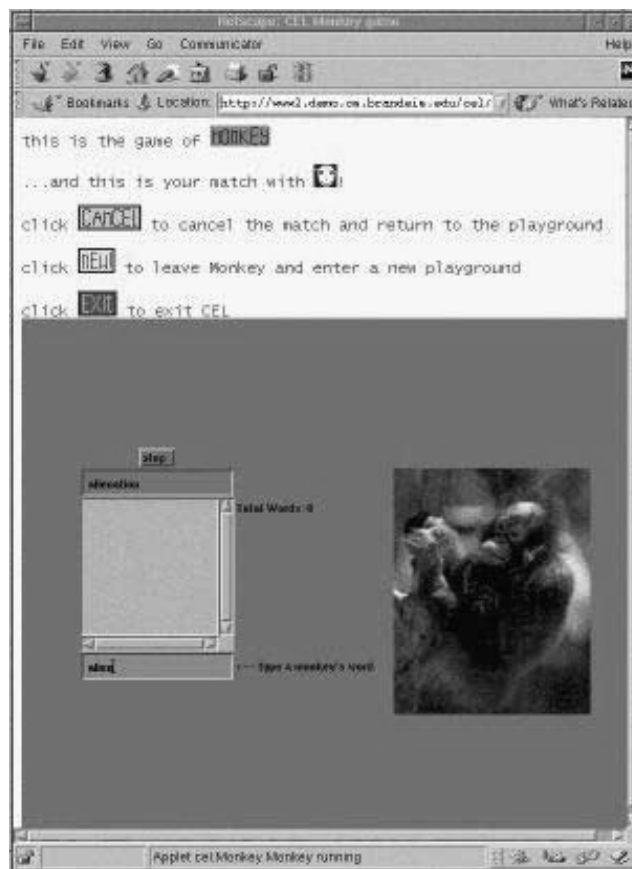 Netscape: CEL Monkey game
File Edit View Go Communicator Help
Bookmarks Location: http://www1.demo.cs.brandeis.edu/cel/ What's Relate
this is the game of MONKEY
...and this is your match with !
click CANCEL to cancel the match and return to the playground
click NEW to leave Monkey and enter a new playground
click EXIT to exit CEL
stop
Total Words: 0
<--- Type a monkey's word
Applet cel.Monkey.Monkey running